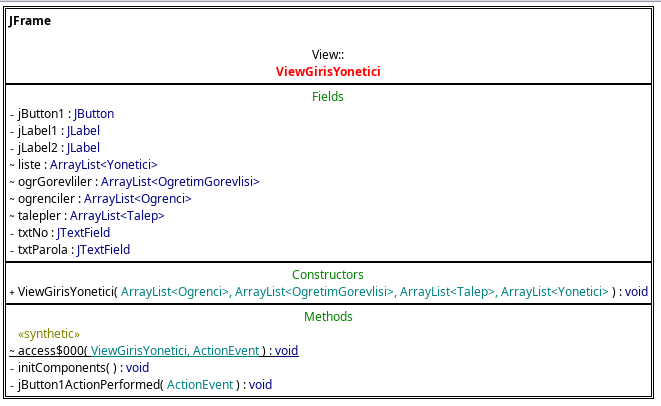 JFrame
View::
ViewGirisYonetici
Fields
- jButton1 : JButton
- jLabel1 : JLabel
- jLabel2 : JLabel
~ liste : ArrayList<Yonetici>
~ ogrGorevliler : ArrayList<OgretimGorevlisi>
~ ogrenciler : ArrayList<Ogrenci>
~ talepler : ArrayList<Talep>
- txtNo : JTextField
- txtParola : JTextField
Constructors
+ ViewGirisYonetici( ArrayList<Ogrenci>, ArrayList<OgretimGorevlisi>, ArrayList<Talep>, ArrayList<Yonetici> ) : void
Methods
«synthetic»
~ access$000( ViewGirisYonetici, ActionEvent ) : void
- initComponents( ) : void
- jButton1ActionPerformed( ActionEvent ) : void